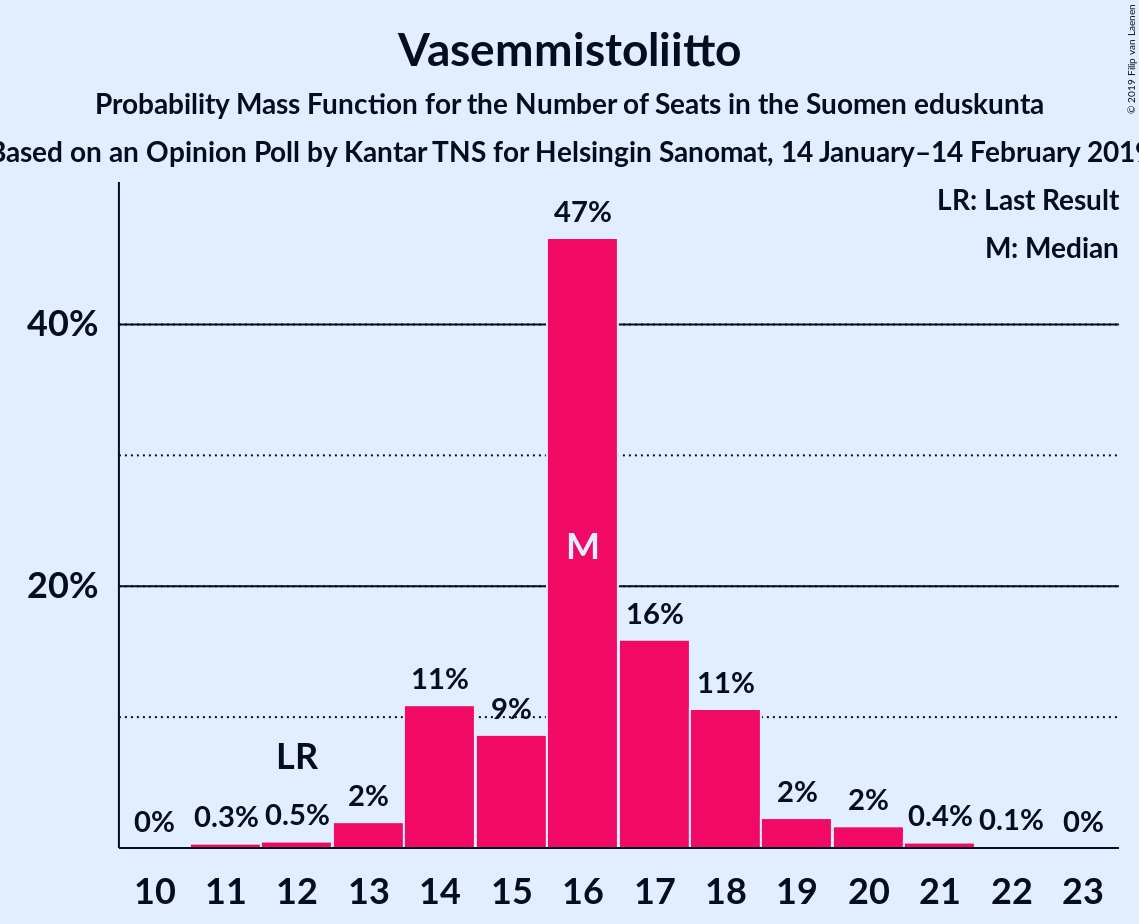 Vasemmistoliitto
Probability Mass Function for the Number of Seats in the Suomen eduskunta
Based on an Opinion Poll by Kantar TNS for Helsingin Sanomat, 14 January–14 February 2019
© 2019 Filip van Laenen
LR: Last Result
M: Median
47%
40%
M
20%
16%
11%
11%
9%
LR
2%
2%
2%
0%
0.3%
0.5%
0.4%
0.1%
0%
10 11 12 13 14 15 16 17 18 19 20 21 22 23